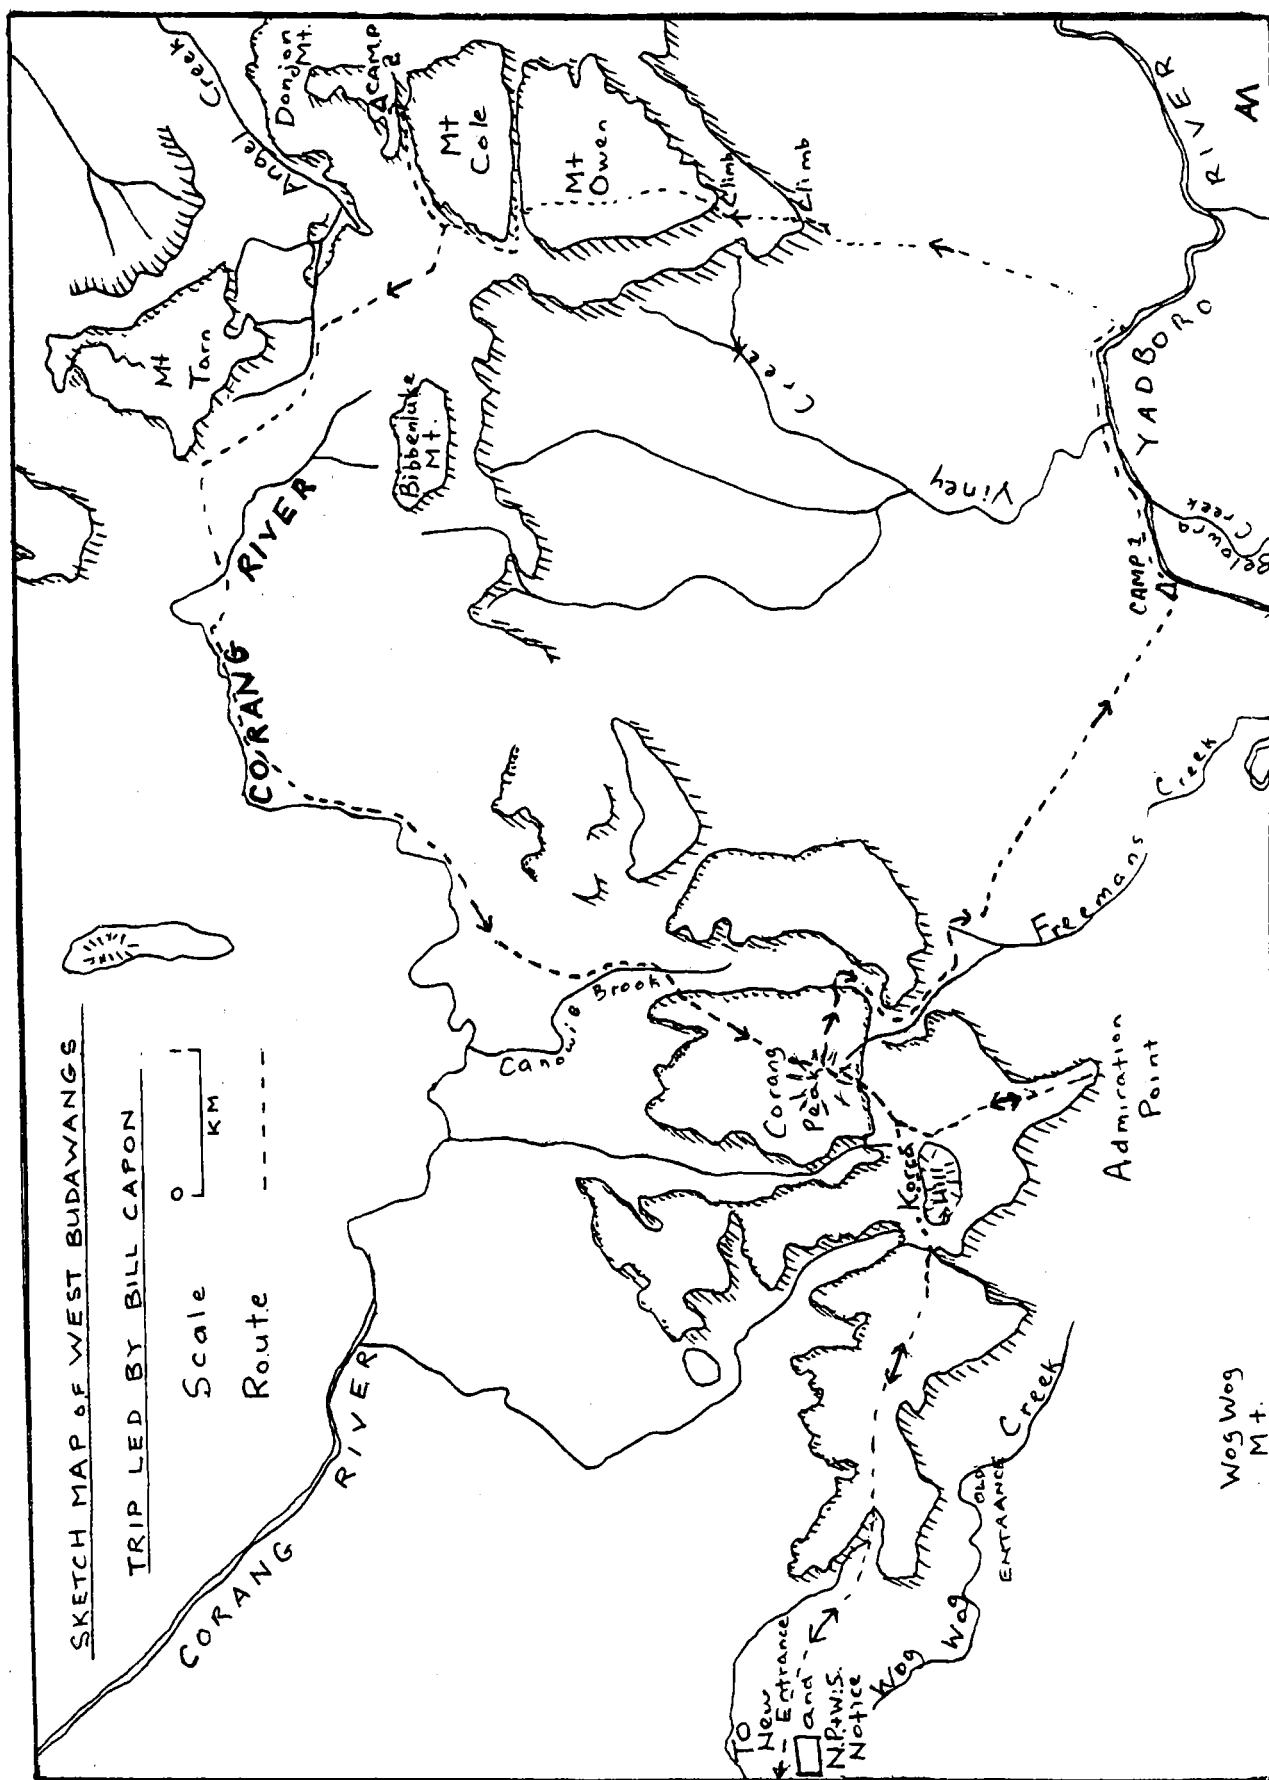 SKETCH MAP OF WEST BUDAWANGS
TRIP LED BY BILL CAPON
Scale
0
1
KM
Route
CORANG
RIVER
CORANG
RIVER
Mt
Tarn
Angel Creek
Donjon
Mt.
CAMP
2
Mt
Cole
Mt
Owen
Climb
Climb
Bibbenluke
Mt.
Viney Creek
YADBORO
RIVER
CAMP 1
Belowra
Creek
Canowie Brook
Corang
Peak
Korra
Hill
Freemans Creek
Admiration
Point
To
New
Entrance
and
N.P.+W.S.
Notice
Wog Wog
Creek
OLD
ENTRAANCE
Wog Wog
Mt.